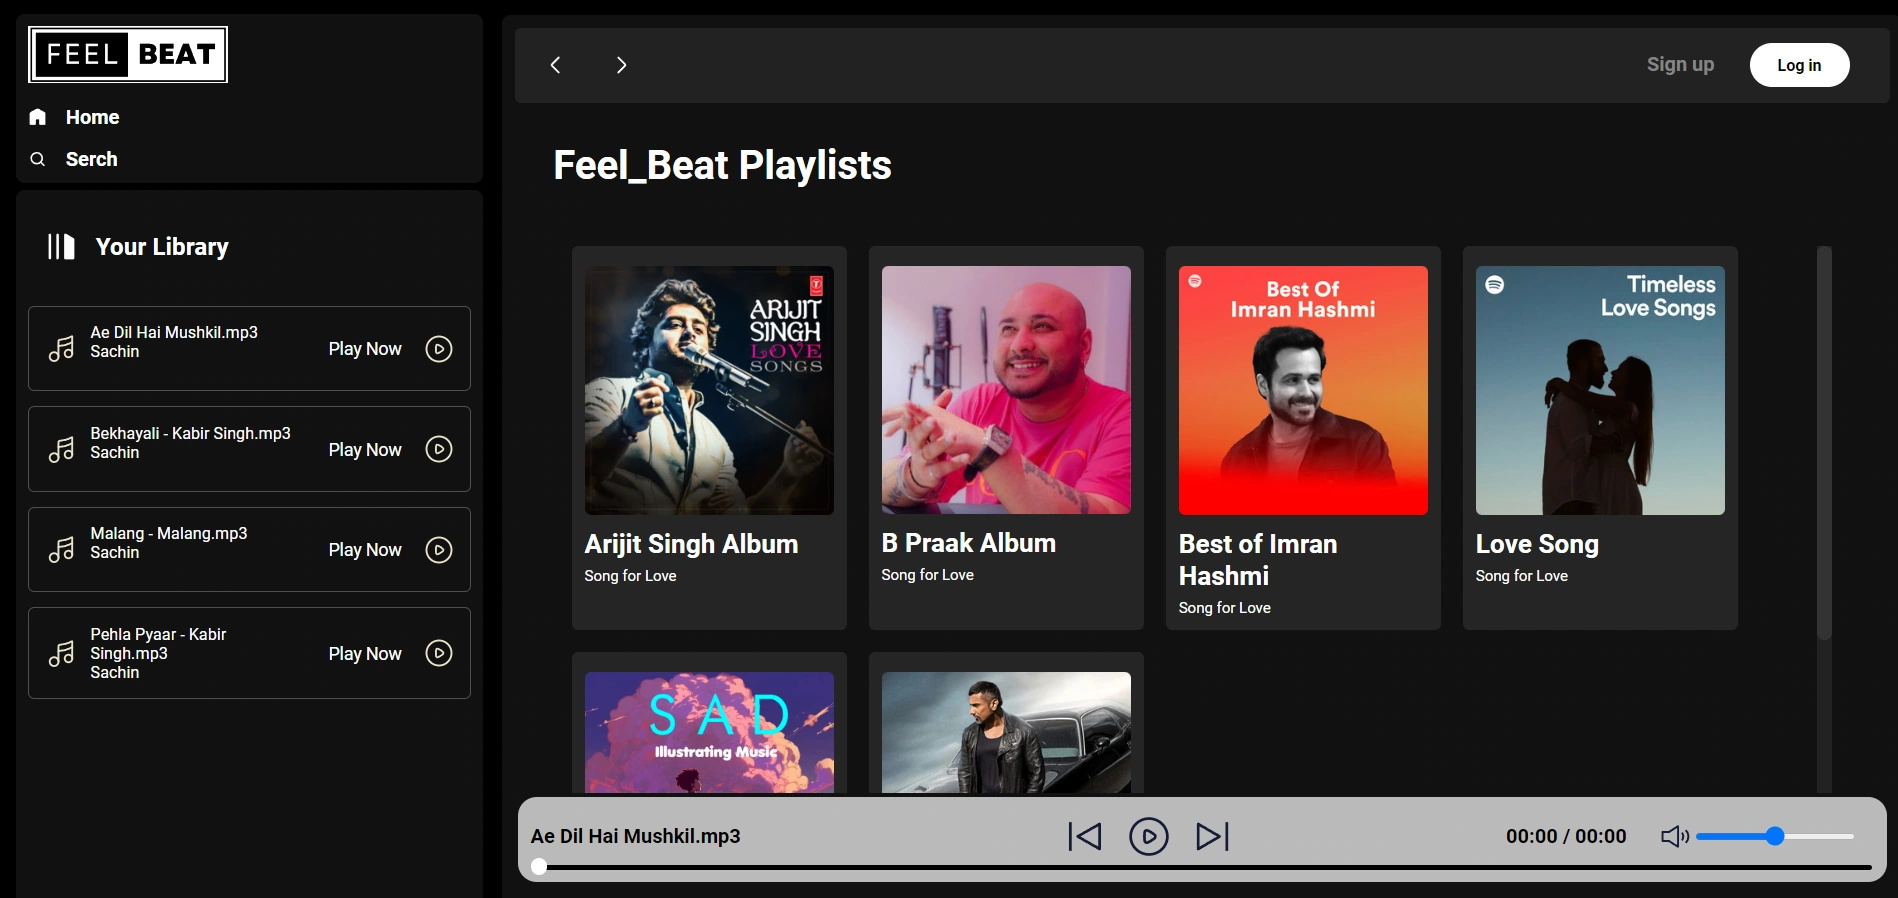 FEEL BEAT
Home
Serch
Your Library
Ae Dil Hai Mushkil.mp3
Sachin
Play Now
Bekhayali - Kabir Singh.mp3
Sachin
Play Now
Malang - Malang.mp3
Sachin
Play Now
Pehla Pyaar - Kabir
Singh.mp3
Sachin
Play Now
Sign up
Log in
Feel_Beat Playlists
T
ARIJIT
SINGH
LOVE
SONGS
Arijit Singh Album
Song for Love
B Praak Album
Song for Love
Best Of
Imran Hashmi
Best of Imran
Hashmi
Song for Love
Timeless
Love Songs
Love Song
Song for Love
SAD
Illustrating Music
Ae Dil Hai Mushkil.mp3
00:00 / 00:00